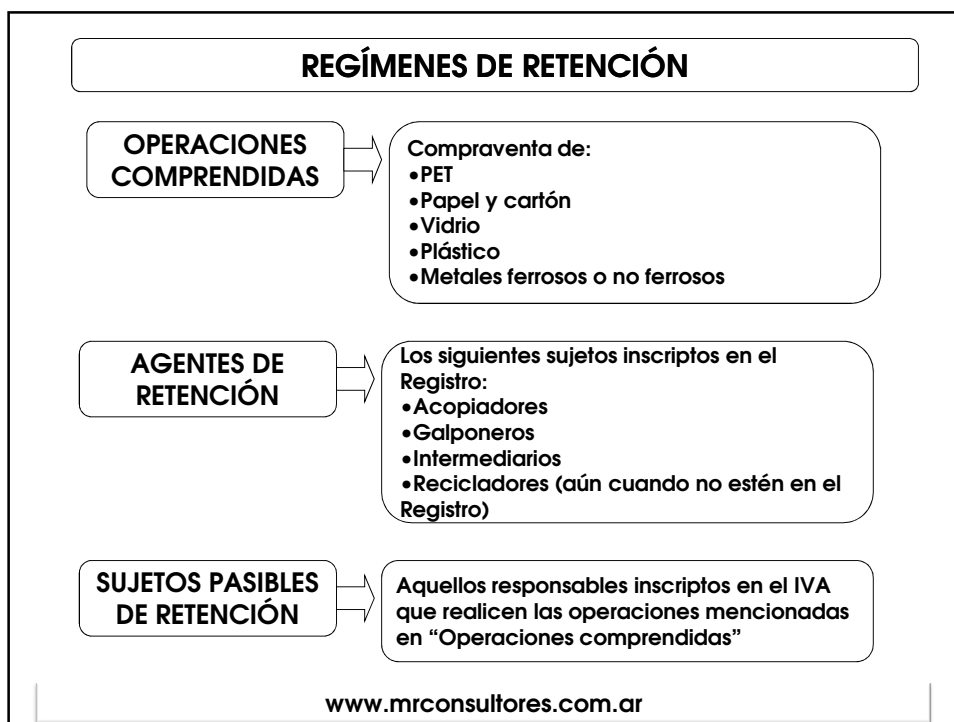 REGÍMENES DE RETENCIÓN
OPERACIONES
COMPRENDIDAS
Compraventa de:
•PET
•Papel y cartón
•Vidrio
•Plástico
•Metales ferrosos o no ferrosos
AGENTES DE
RETENCIÓN
Los siguientes sujetos inscriptos en el
Registro:
•Acopiadores
•Galponeros
•Intermediarios
•Recicladores (aún cuando no estén en el
Registro)
SUJETOS PASIBLES
DE RETENCIÓN
Aquellos responsables inscriptos en el IVA
que realicen las operaciones mencionadas
en “Operaciones comprendidas”
www.mrconsultores.com.ar